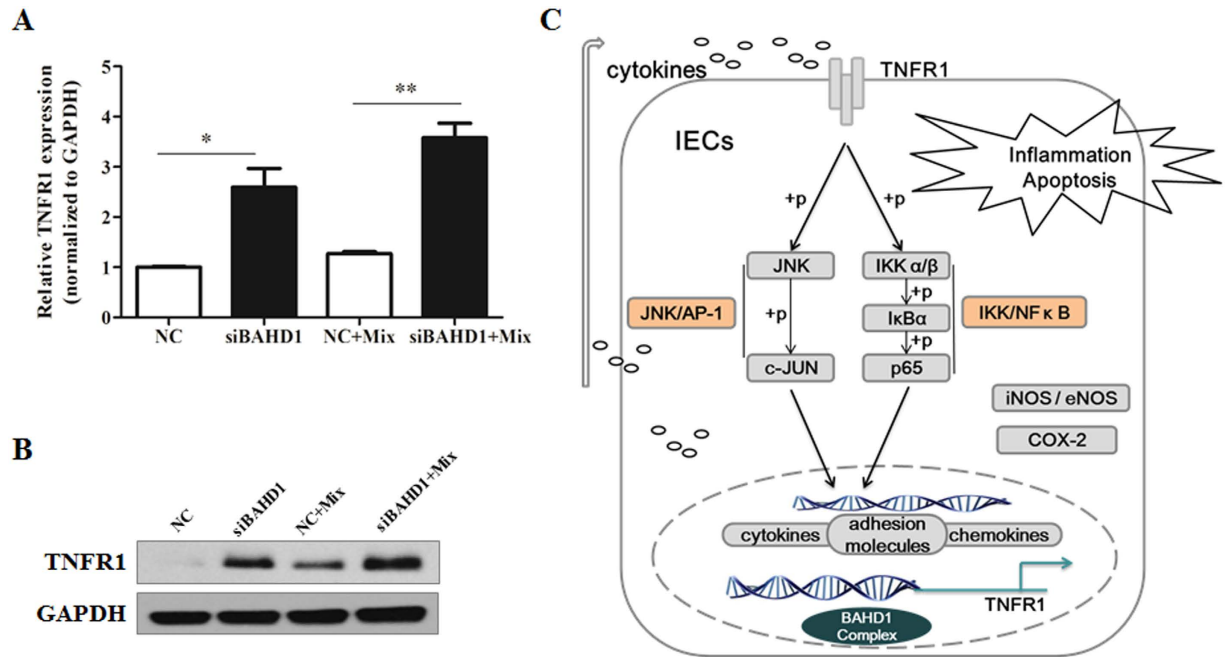 A
Relative TNFR1 expression
(normalized to GAPDH)
5
4
3
2
1
0
*
**
NC
siBAHD1
NC+Mix
siBAHD1+Mix
B
NC
siBAHD1
NC+Mix
siBAHD1+Mix
TNFR1
GAPDH
C
cytokines
TNFR1
IECs
Inflammation
Apoptosis
+p
+p
JNK
IKK α/β
+p
JNK/AP-1
+p
IκBα
IKK/NFκB
+p
c-JUN
p65
iNOS / eNOS
COX-2
cytokines
adhesion
molecules
chemokines
TNFR1
BAHD1
Complex